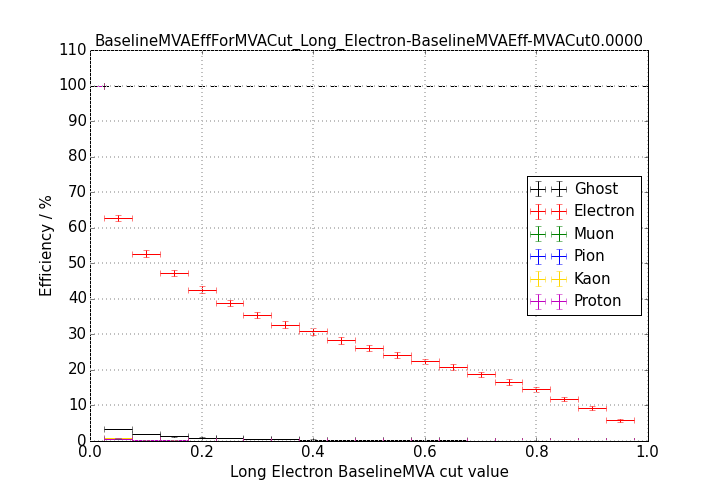 BaselineMVAEffForMVACut_Long_Electron-BaselineMVAEff-MVACut0.0000
110
100
90
80
70
60
50
40
30
20
10
0
Efficiency / %
Ghost
Electron
Muon
Pion
Kaon
Proton
0.0 0.2 0.4 0.6 0.8 1.0
Long Electron BaselineMVA cut value